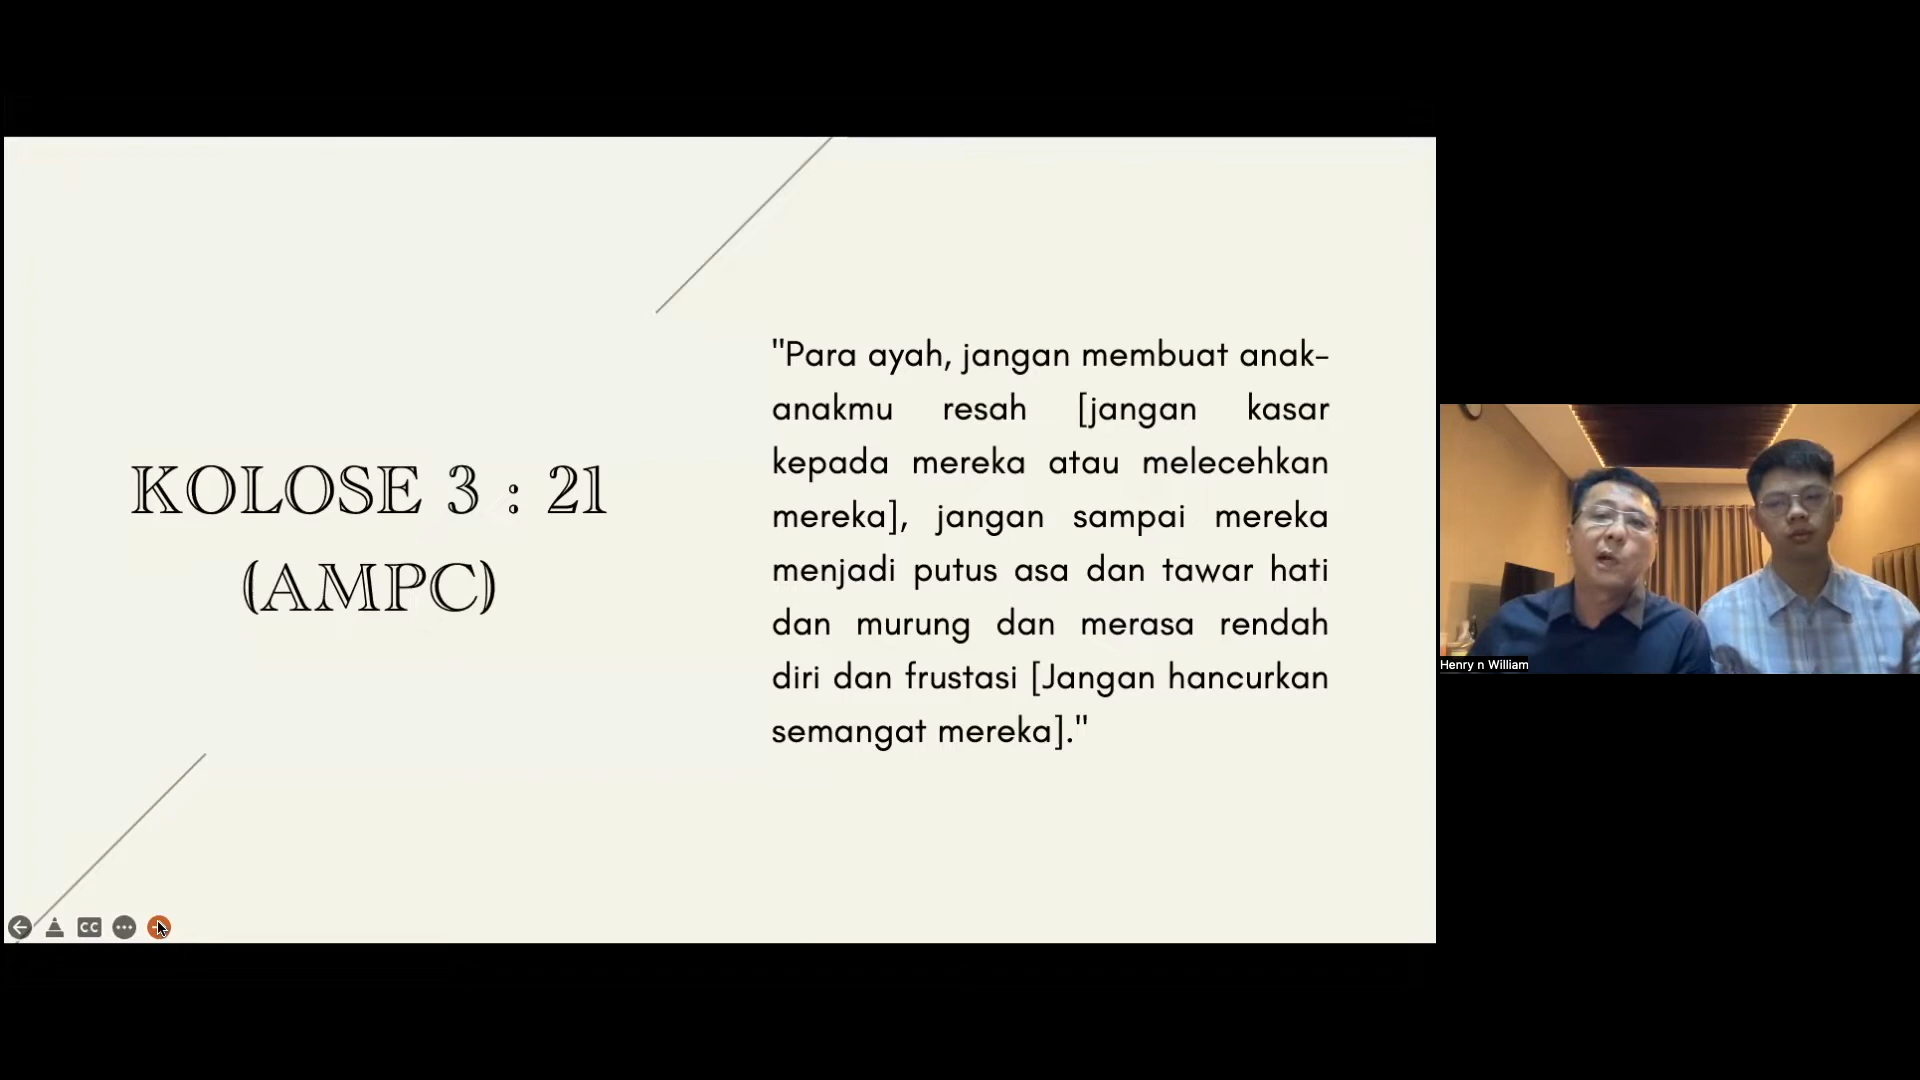 KOLOSE 3 : 21
(AMPC)
"Para ayah, jangan membuat anak-
anakmu resah [jangan kasar
kepada mereka atau melecehkan
mereka], jangan sampai mereka
menjadi putus asa dan tawar hati
dan murung dan merasa rendah
diri dan frustasi [Jangan hancurkan
semangat mereka]."
Henry n William
CC